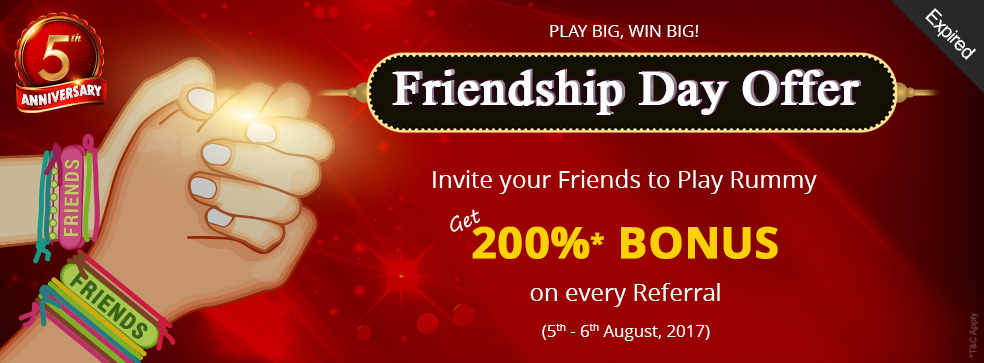 5th
ANNIVERSARY
PLAY BIG, WIN BIG!
Expired
Friendship Day Offer
FRIENDS
FRIENDS
Invite your Friends to Play Rummy
Get
200%* BONUS
on every Referral
(5th - 6th August, 2017)
*T&C Apply